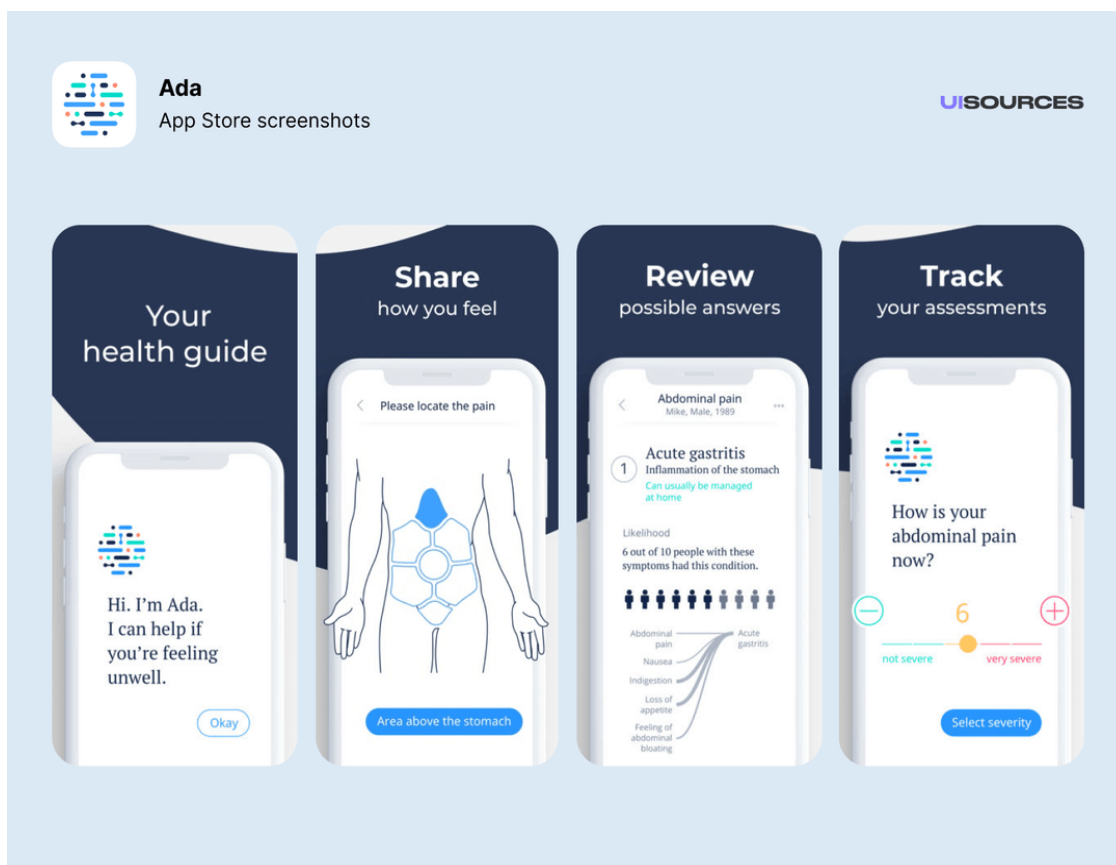 Ada
App Store screenshots
UISOURCES
Your
health guide
Hi. I'm Ada.
I can help if
you're feeling
unwell.
Okay
Share
how you feel
Please locate the pain
Area above the stomach
Review
possible answers
Abdominal pain
Mike, Male, 1989
1
Acute gastritis
Inflammation of the stomach
Can usually be managed
at home
Likelihood
6 out of 10 people with these
symptoms had this condition.
Abdominal
pain
Nausea
Indigestion
Loss of
appetite
Feeling of
abdominal
bloating
Acute
gastritis
Track
your assessments
How is your
abdominal pain
now?
6
not severe
very severe
Select severity